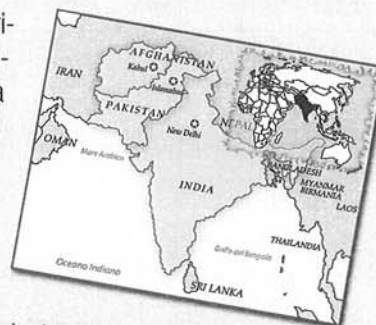 ri-
-
a
AFGHANISTAN
Kabul
Islamabad
IRAN
PAKISTAN
New Delhi
NEPAL
OMAN
Mare Arabico
BANGLADESH
INDIA
MYANMAR
BIRMANIA
LAOS
THAILANDIA
Golfo del Bengala
Oceano Indiano
SRI LANKA